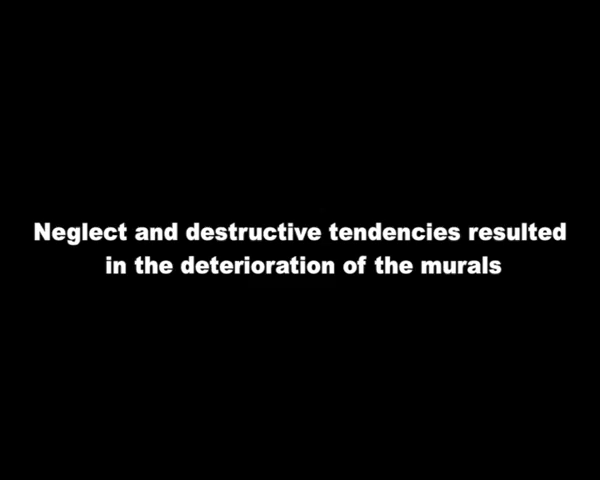 Neglect and destructive tendencies resulted
in the deterioration of the murals